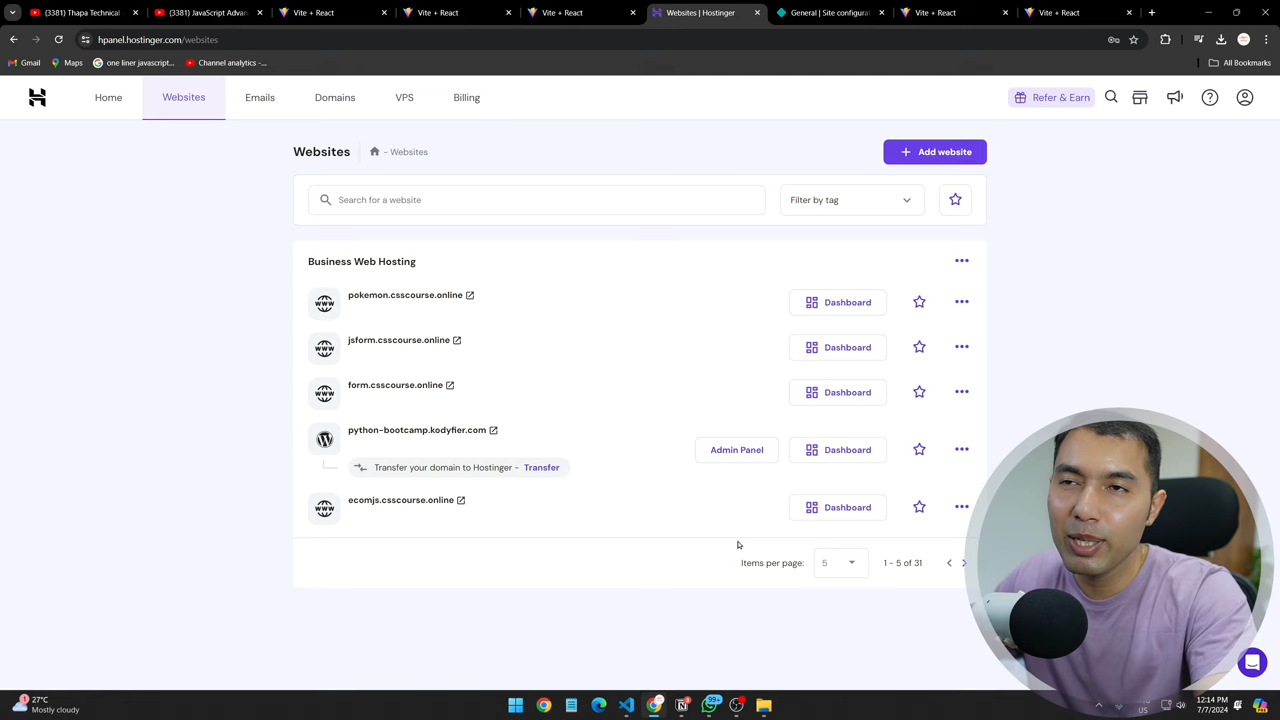 (3381) Thapa Technical
(3381) JavaScript Advan
Vite + React
Vite + React
Vite + React
Websites | Hostinger
General | Site configurat
Vite + React
Vite + React
hpanel.hostinger.com/websites
Gmail
Maps
one liner javascript...
Channel analytics -...
All Bookmarks
Home
Websites
Emails
Domains
VPS
Billing
Refer & Earn
Websites
- Websites
Add website
Search for a website
Filter by tag
Business Web Hosting
pokemon.csscourse.online
Dashboard
jsform.csscourse.online
Dashboard
form.csscourse.online
Dashboard
python-bootcamp.kodyfier.com
Admin Panel
Dashboard
Transfer your domain to Hostinger - Transfer
ecomjs.csscourse.online
Dashboard
Items per page:
5
1 - 5 of 31
1
27°C
Mostly cloudy
99+
US
12:14 PM
7/7/2024